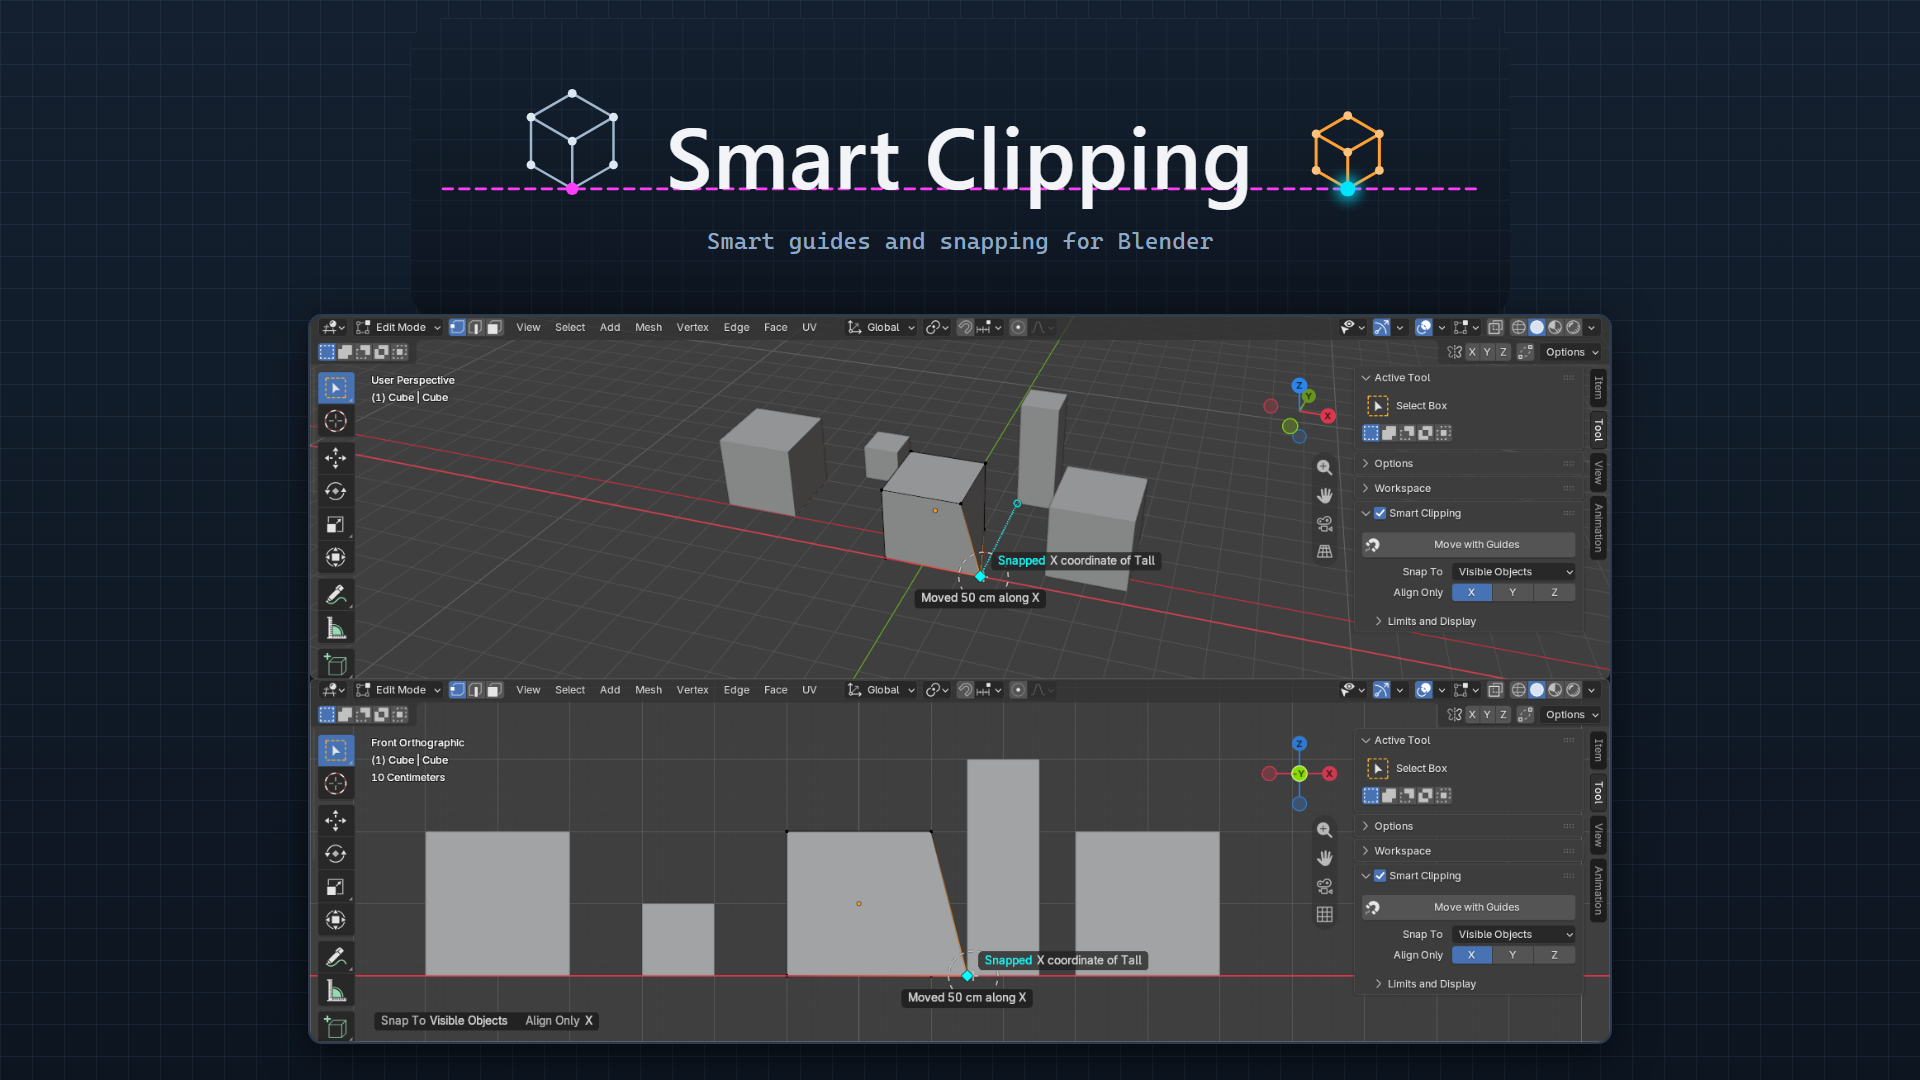 Smart Clipping
Smart guides and snapping for Blender
Edit Mode View Select Add Mesh Vertex Edge Face UV Global
X Y Z Options
User Perspective
(1) Cube | Cube
Z
Y
X
Active Tool
Select Box
Options
Workspace
Smart Clipping
Move with Guides
Snap To Visible Objects
Align Only X Y Z
Limits and Display
Item
Tool
View
Animation
Snapped X coordinate of Tall
Moved 50 cm along X
Edit Mode View Select Add Mesh Vertex Edge Face UV Global
X Y Z Options
Front Orthographic
(1) Cube | Cube
10 Centimeters
Z
-Y
X
Active Tool
Select Box
Options
Workspace
Smart Clipping
Move with Guides
Snap To Visible Objects
Align Only X Y Z
Limits and Display
Item
Tool
View
Animation
Snapped X coordinate of Tall
Moved 50 cm along X
Snap To Visible Objects Align Only X